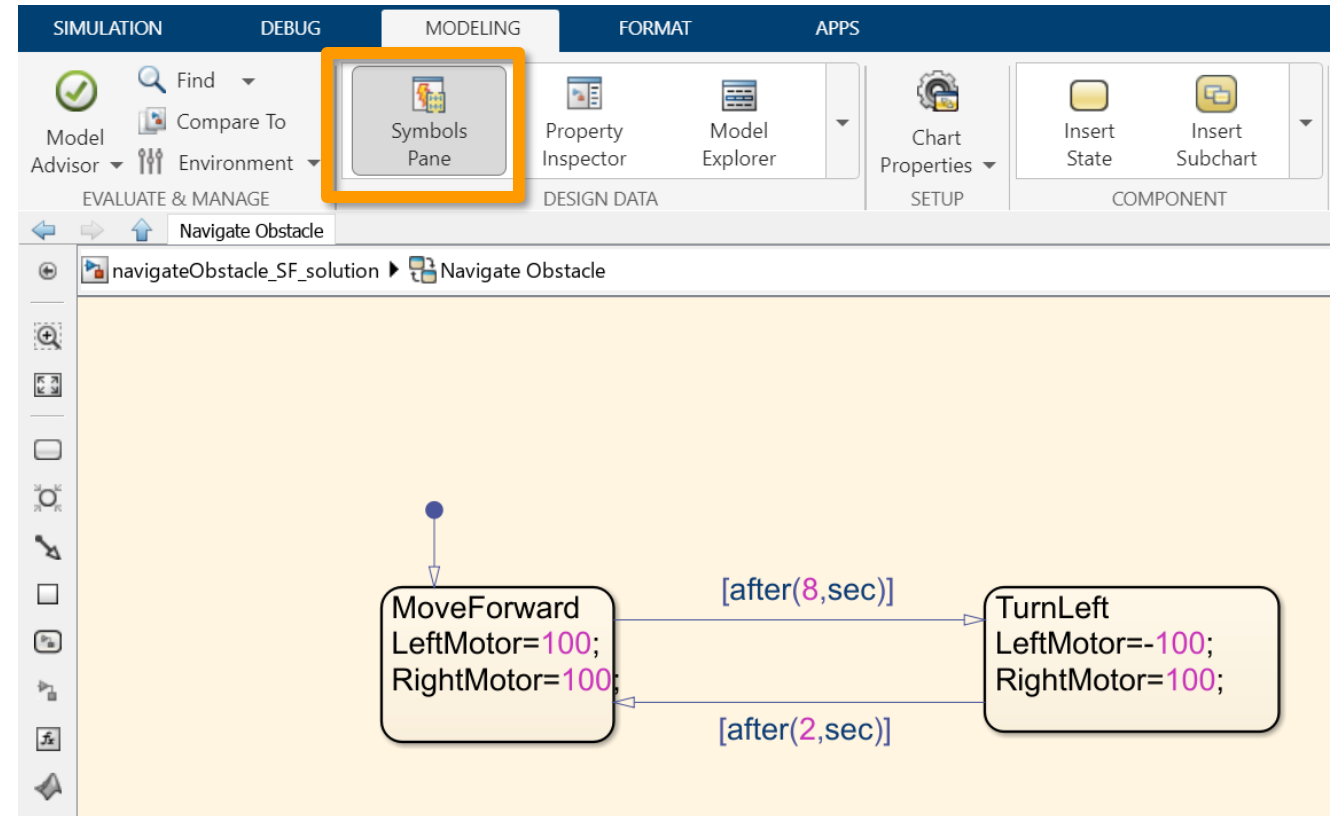 SIMULATION DEBUG MODELING FORMAT APPS
Find
Compare To
Environment
Model
Advisor
Symbols
Pane
Property
Inspector
Model
Explorer
Chart
Properties
Insert
State
Insert
Subchart
EVALUATE & MANAGE DESIGN DATA SETUP COMPONENT
Navigate Obstacle
navigateObstacle_SF_solution Navigate Obstacle
fx
MoveForward
LeftMotor=100;
RightMotor=100;
[after(8,sec)]
TurnLeft
LeftMotor=-100;
RightMotor=100;
[after(2,sec)]